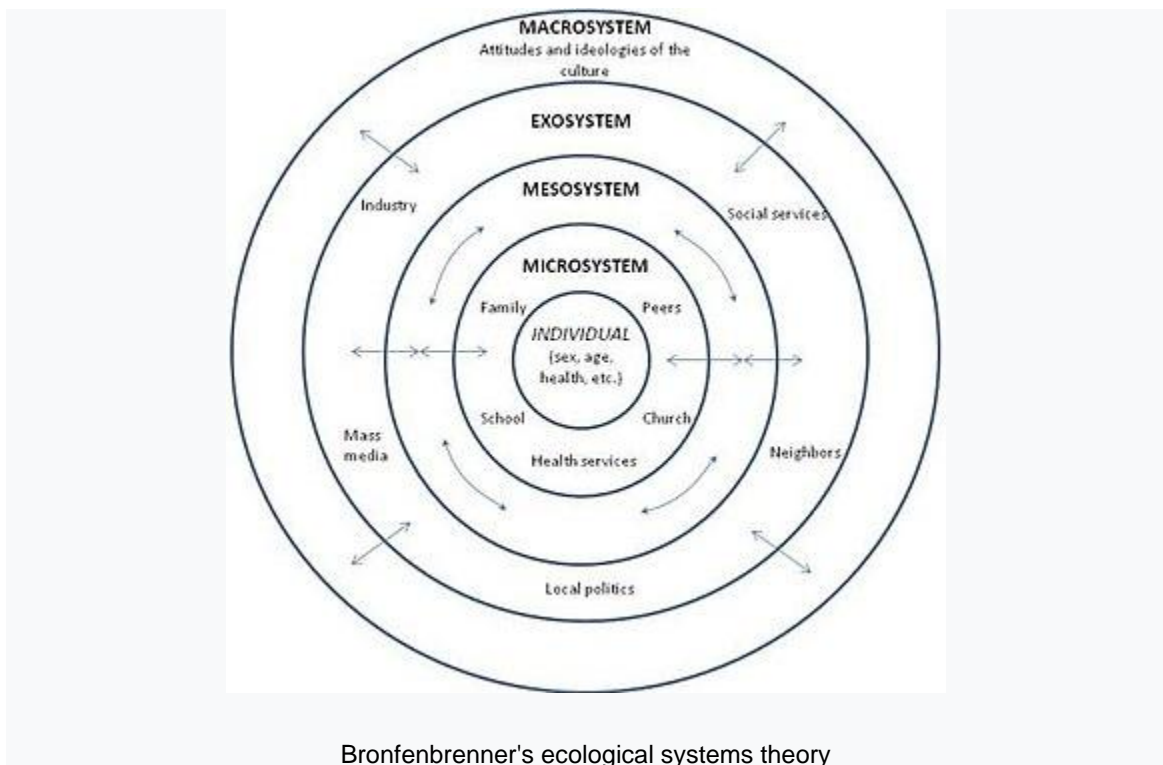 MACROSYSTEM
Attitudes and ideologies of the
culture
EXOSYSTEM
MESOSYSTEM
Industry
Social services
MICROSYSTEM
Family
Peers
INDIVIDUAL
{sex, age,
health, etc.}
School
Church
Mass
media
Health services
Neighbors
Local politics
Bronfenbrenner's ecological systems theory